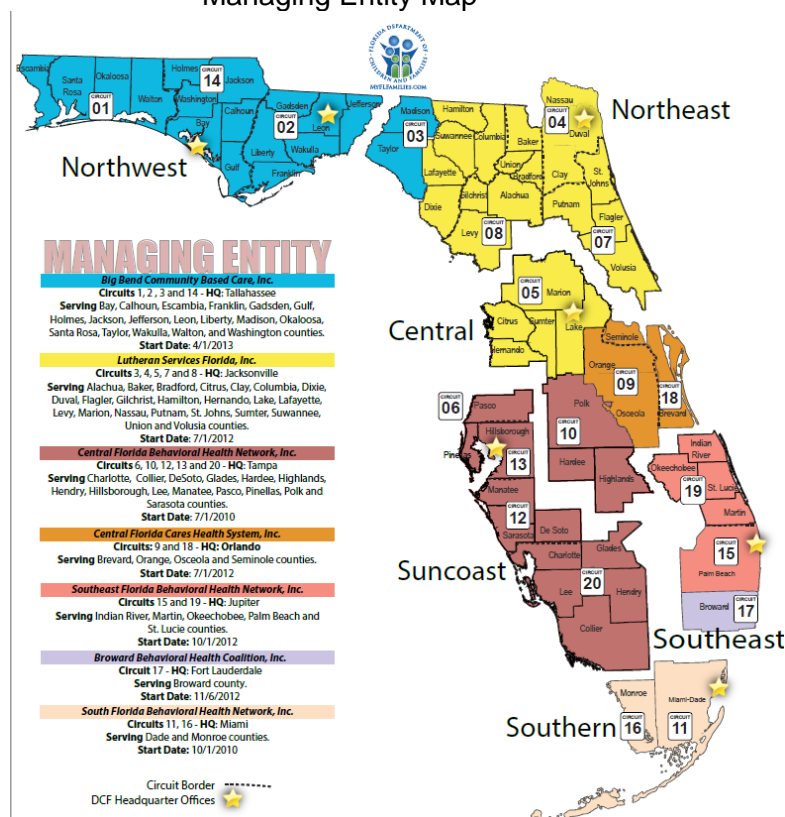 Managing Entity Map
FLORIDA DEPARTMENT OF
CHILDREN AND FAMILIES
MYFLFAMILIES.COM
Escambia
Santa
Rosa
Okaloosa
Walton
Holmes
Washington
Jackson
Bay
Calhoun
Gulf
Gadsden
Liberty
Leon
Wakulla
Franklin
Jefferson
CIRCUIT
01
CIRCUIT
14
CIRCUIT
02
Northwest
Madison
Taylor
CIRCUIT
03
Hamilton
Suwannee
Columbia
Lafayette
Dixie
Gilchrist
Levy
Union
Bradford
Alachua
Baker
Nassau
Duval
Clay
St.
Johns
Putnam
Flagler
Volusia
CIRCUIT
04
CIRCUIT
08
CIRCUIT
07
Northeast
CIRCUIT
05
Marion
Citrus
Sumter
Lake
Hernando
Central
Seminole
Orange
Osceola
Brevard
CIRCUIT
09
CIRCUIT
18
CIRCUIT
06
Pasco
Hillsborough
Pinellas
CIRCUIT
13
Polk
CIRCUIT
10
Hardee
Highlands
Manatee
CIRCUIT
12
Sarasota
De Soto
Charlotte
Glades
Lee
CIRCUIT
20
Hendry
Collier
Suncoast
Indian
River
Okeechobee
St. Lucie
CIRCUIT
19
Martin
CIRCUIT
15
Palm Beach
Broward
CIRCUIT
17
Southeast
Monroe
Miami-Dade
CIRCUIT
16
CIRCUIT
11
Southern
MANAGING ENTITY
Big Bend Community Based Care, Inc.
Circuits 1, 2 , 3 and 14 - HQ: Tallahassee
Serving Bay, Calhoun, Escambia, Franklin, Gadsden, Gulf,
Holmes, Jackson, Jefferson, Leon, Liberty, Madison, Okaloosa,
Santa Rosa, Taylor, Wakulla, Walton, and Washington counties.
Start Date: 4/1/2013
Lutheran Services Florida, Inc.
Circuits 3, 4, 5, 7 and 8 - HQ: Jacksonville
Serving Alachua, Baker, Bradford, Citrus, Clay, Columbia, Dixie,
Duval, Flagler, Gilchrist, Hamilton, Hernando, Lake, Lafayette,
Levy, Marion, Nassau, Putnam, St. Johns, Sumter, Suwannee,
Union and Volusia counties.
Start Date: 7/1/2012
Central Florida Behavioral Health Network, Inc.
Circuits 6, 10, 12, 13 and 20 - HQ: Tampa
Serving Charlotte, Collier, DeSoto, Glades, Hardee, Highlands,
Hendry, Hillsborough, Lee, Manatee, Pasco, Pinellas, Polk and
Sarasota counties.
Start Date: 7/1/2010
Central Florida Cares Health System, Inc.
Circuits: 9 and 18 - HQ: Orlando
Serving Brevard, Orange, Osceola and Seminole counties.
Start Date: 7/1/2012
Southeast Florida Behavioral Health Network, Inc.
Circuits 15 and 19 - HQ: Jupiter
Serving Indian River, Martin, Okeechobee, Palm Beach and
St. Lucie counties.
Start Date: 10/1/2012
Broward Behavioral Health Coalition, Inc.
Circuit 17 - HQ: Fort Lauderdale
Serving Broward county.
Start Date: 11/6/2012
South Florida Behavioral Health Network, Inc.
Circuits 11, 16 - HQ: Miami
Serving Dade and Monroe counties.
Start Date: 10/1/2010
Circuit Border
DCF Headquarter Offices